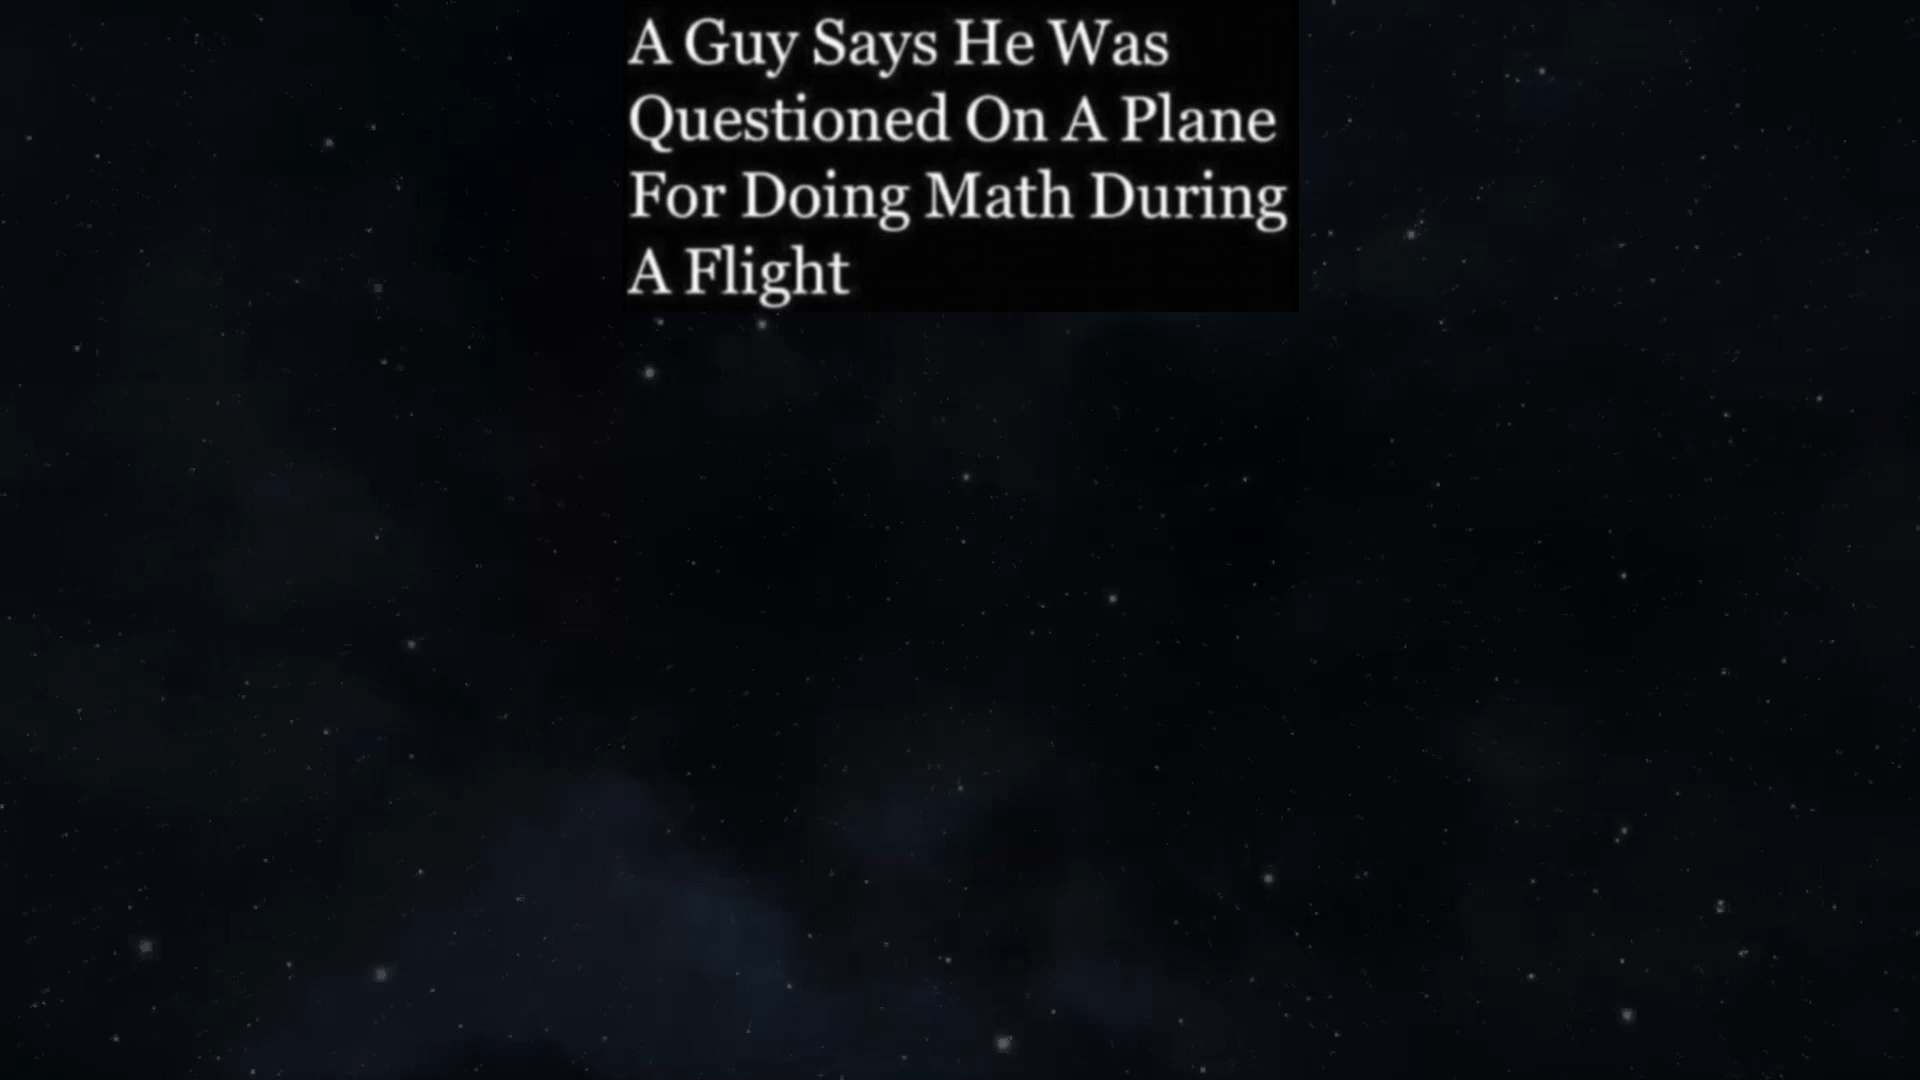 A Guy Says He Was
Questioned On A Plane
For Doing Math During
A Flight